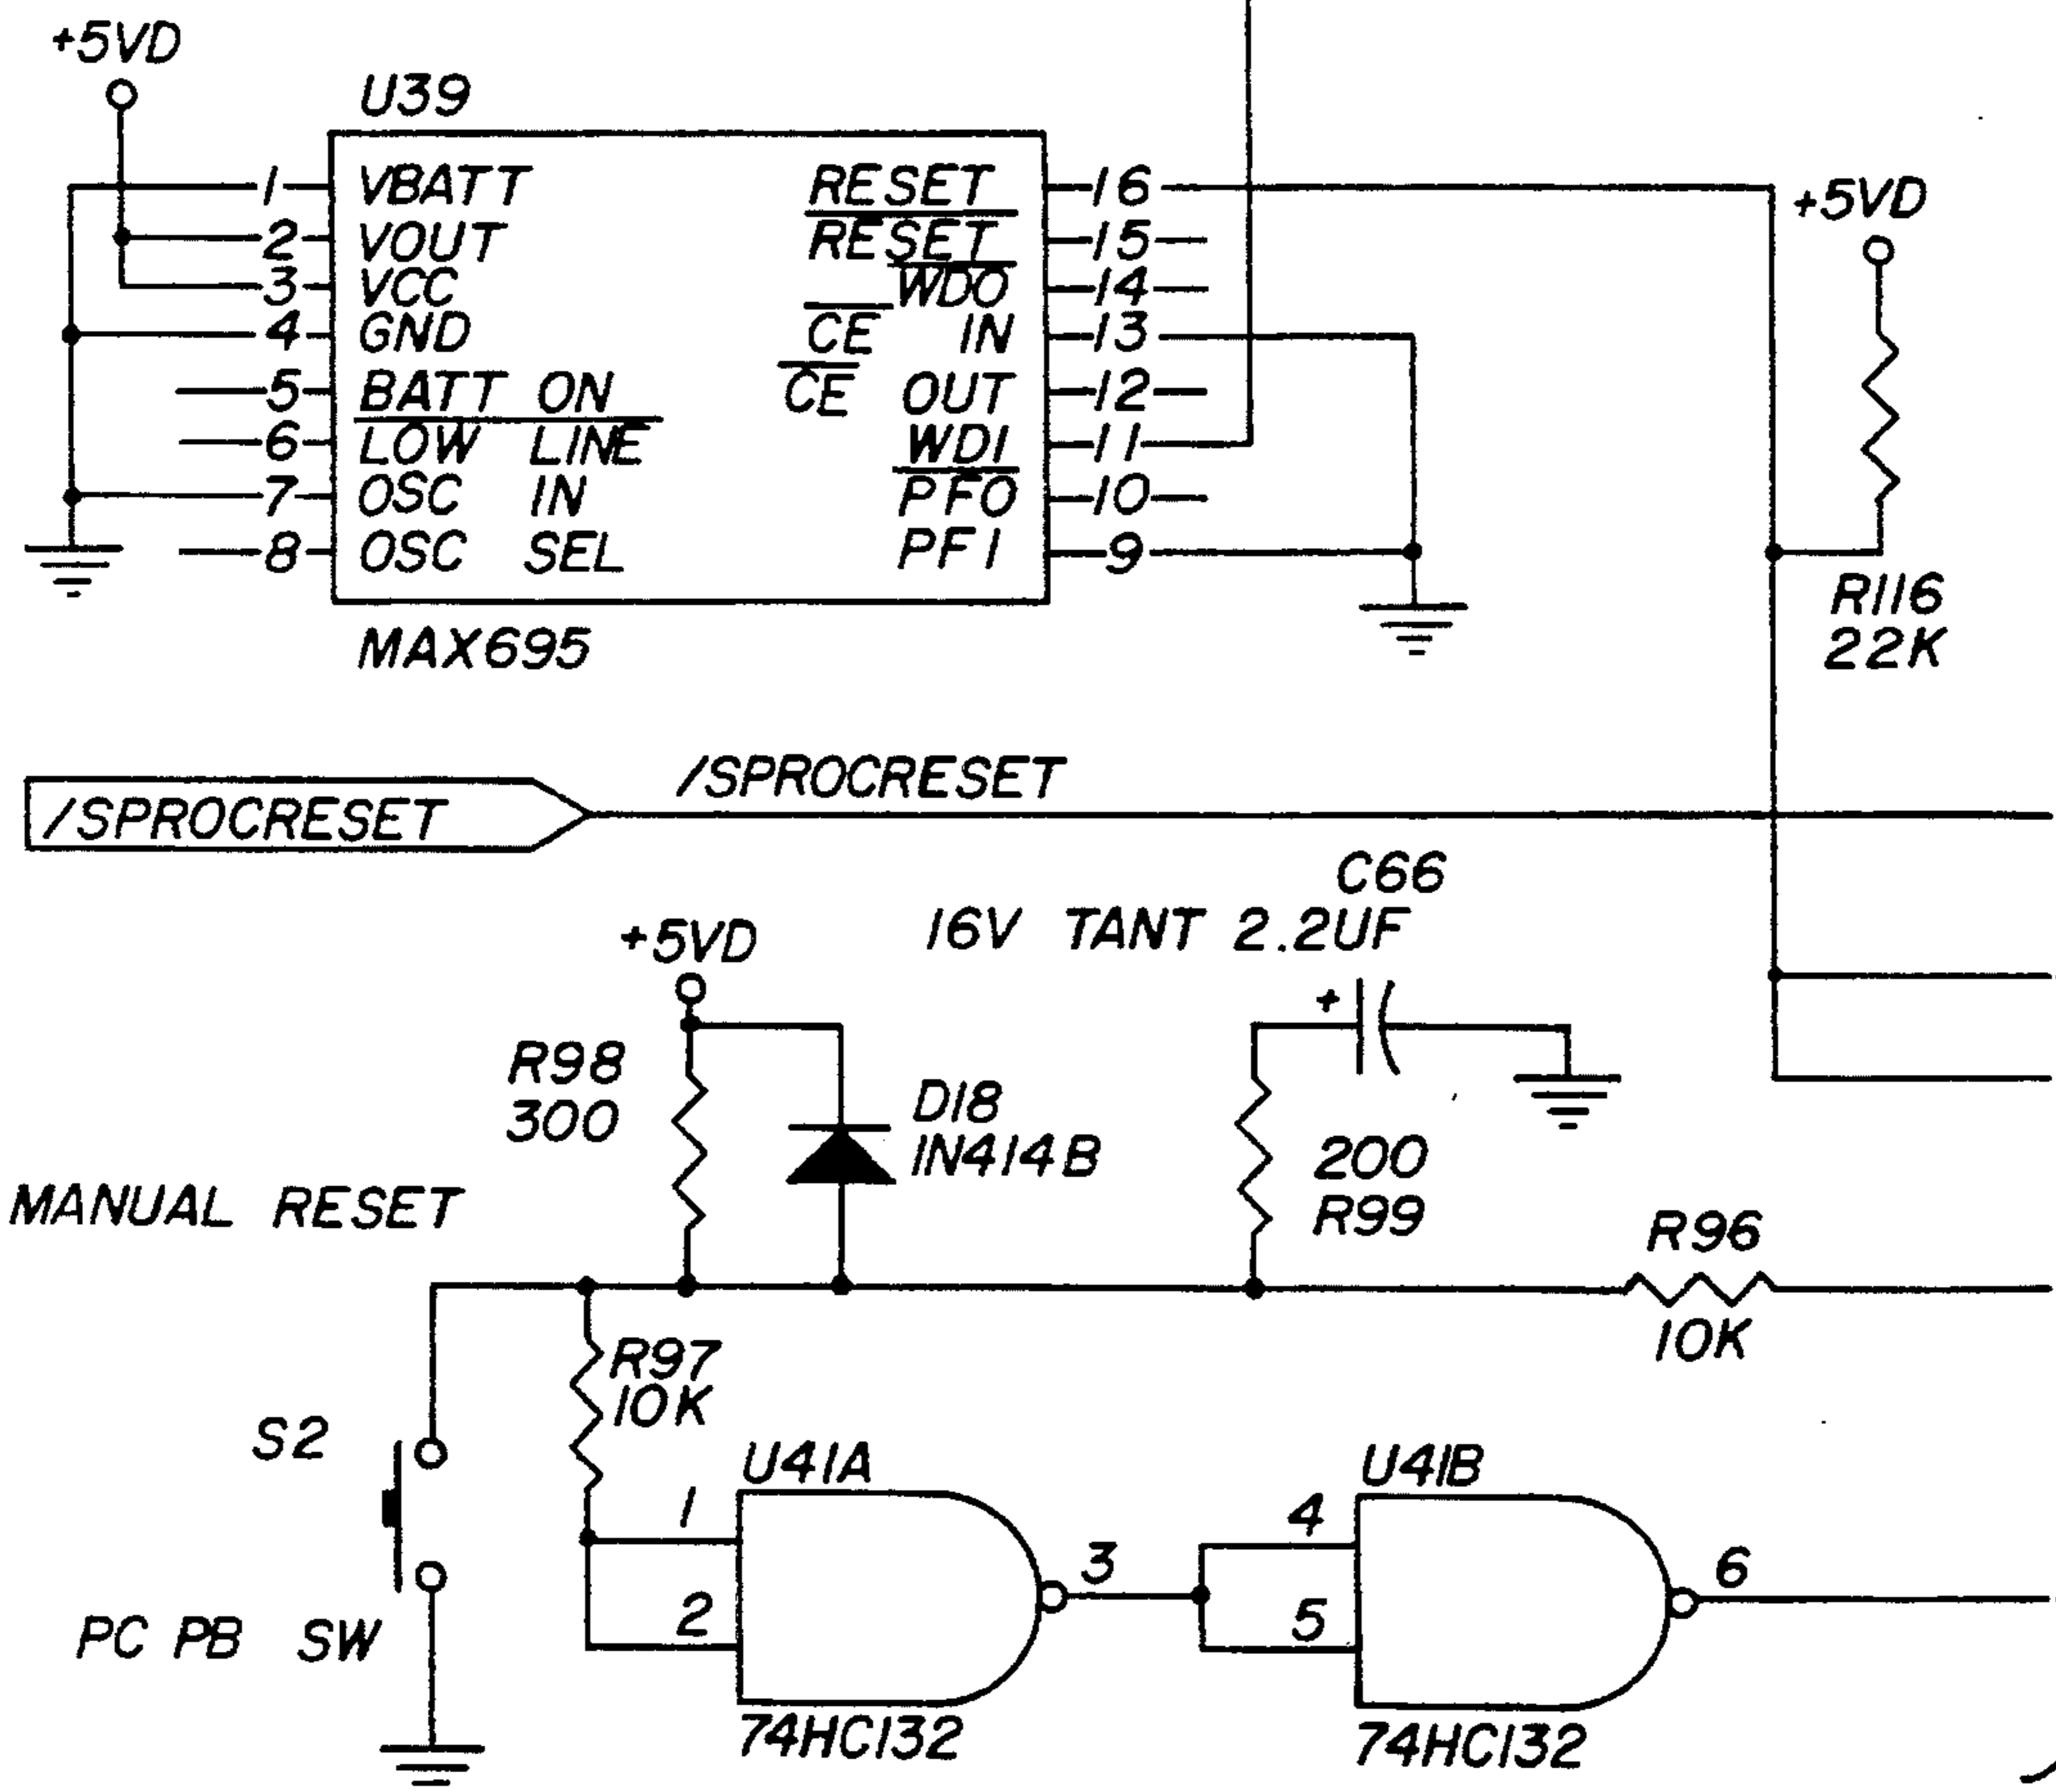 +5VD
U39
1 VBATT RESET 16
2 VOUT RESET 15
3 VCC WDO 14
4 GND CE IN 13
5 BATT ON CE OUT 12
6 LOW LINE WDI 11
7 OSC IN PFO 10
8 OSC SEL PFI 9
MAX695
+5VD
R116
22K
/SPROCRESET
/SPROCRESET
C66
16V TANT 2.2UF
+
+5VD
R98
300
D18
IN414B
200
R99
MANUAL RESET
R96
10K
R97
10K
S2
PC PB SW
U41A
1
2
3
74HC132
U41B
4
5
6
74HC132